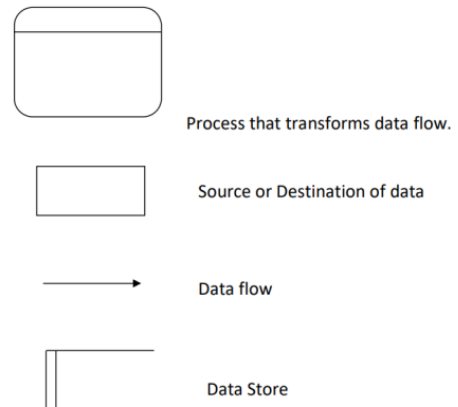 Process that transforms data flow.
Source or Destination of data
Data flow
Data Store